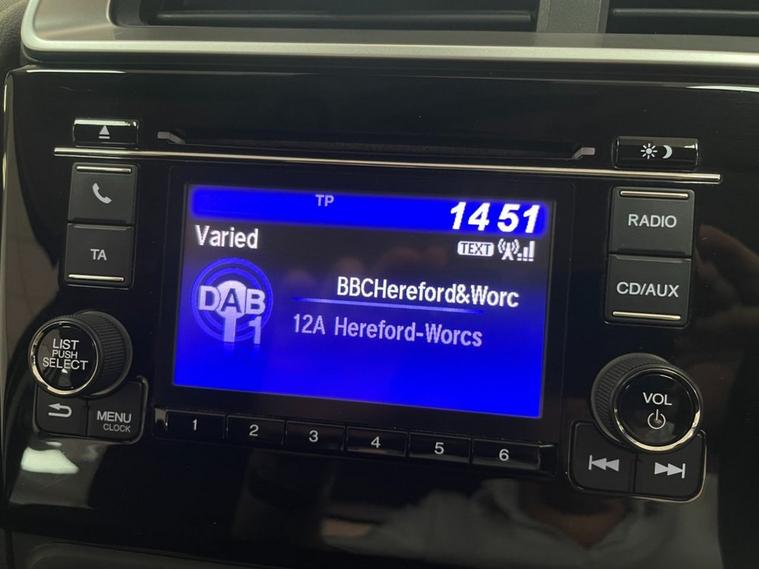 TP
14 51
Varied
TEXT
DAB
1
BBCHereford&Worc
12A Hereford-Worcs
TA
LIST
PUSH
SELECT
MENU
CLOCK
1 2 3 4 5 6
RADIO
CD/AUX
VOL